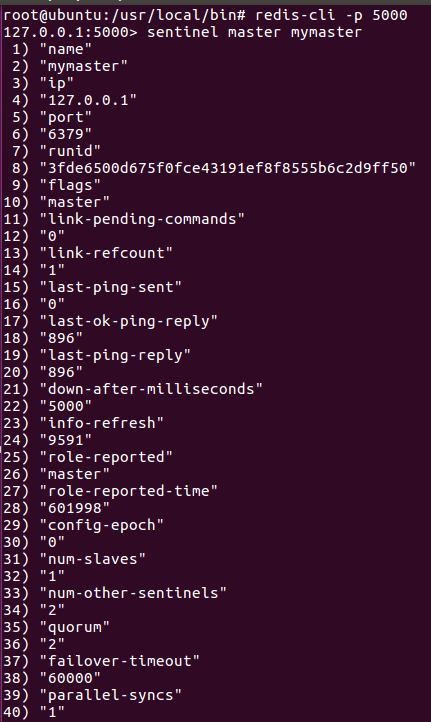 root@ubuntu:/usr/local/bin# redis-cli -p 5000
127.0.0.1:5000> sentinel master mymaster
 1) "name"
 2) "mymaster"
 3) "ip"
 4) "127.0.0.1"
 5) "port"
 6) "6379"
 7) "runid"
 8) "3fde6500d675f0fce43191ef8f8555b6c2d9ff50"
 9) "flags"
10) "master"
11) "link-pending-commands"
12) "0"
13) "link-refcount"
14) "1"
15) "last-ping-sent"
16) "0"
17) "last-ok-ping-reply"
18) "896"
19) "last-ping-reply"
20) "896"
21) "down-after-milliseconds"
22) "5000"
23) "info-refresh"
24) "9591"
25) "role-reported"
26) "master"
27) "role-reported-time"
28) "601998"
29) "config-epoch"
30) "0"
31) "num-slaves"
32) "1"
33) "num-other-sentinels"
34) "2"
35) "quorum"
36) "2"
37) "failover-timeout"
38) "60000"
39) "parallel-syncs"
40) "1"